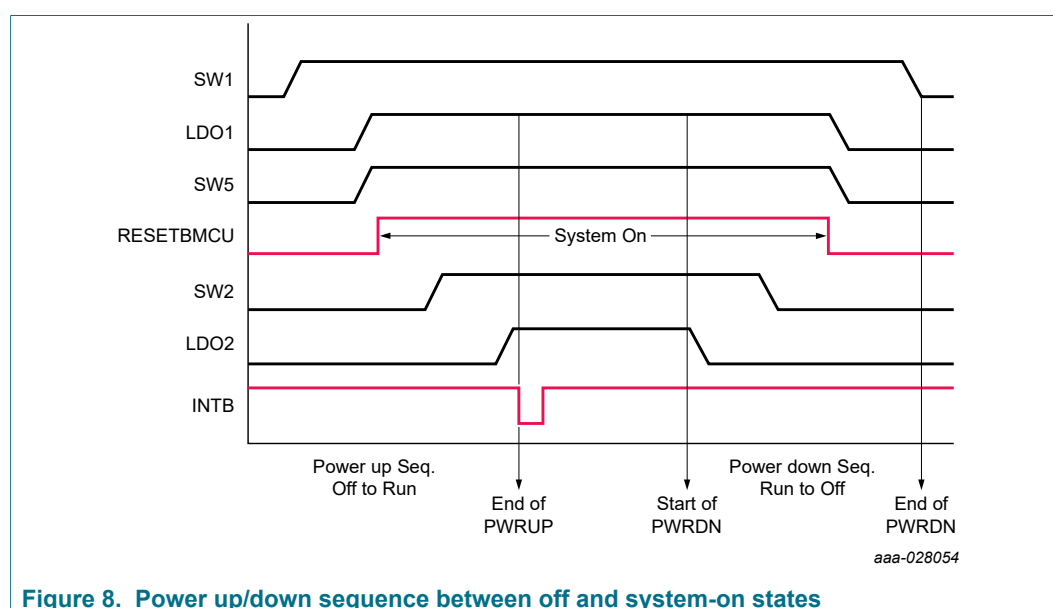 SW1
LDO1
SW5
RESETBMCU
System On
SW2
LDO2
INTB
Power up Seq.
Off to Run
End of
PWRUP
Start of
PWRDN
Power down Seq.
Run to Off
End of
PWRDN
aaa-028054
Figure 8. Power up/down sequence between off and system-on states